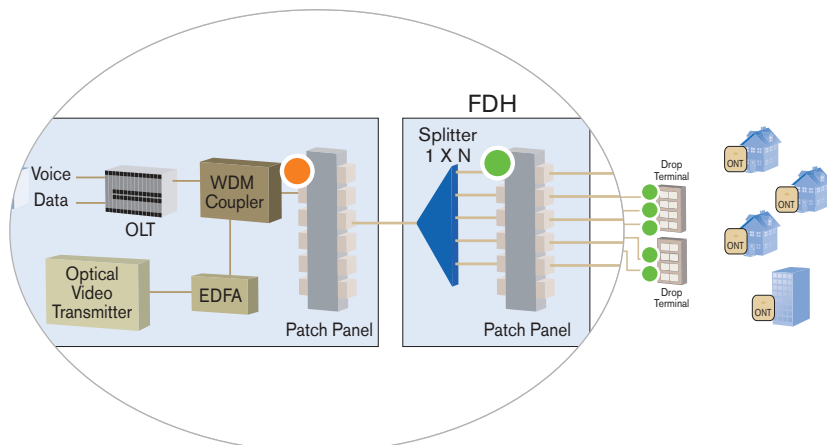 FDH
Splitter
1 X N
Voice
Data
OLT
WDM
Coupler
Optical
Video
Transmitter
EDFA
Patch Panel
Patch Panel
Drop
Terminal
Drop
Terminal
ONT
ONT
ONT
ONT